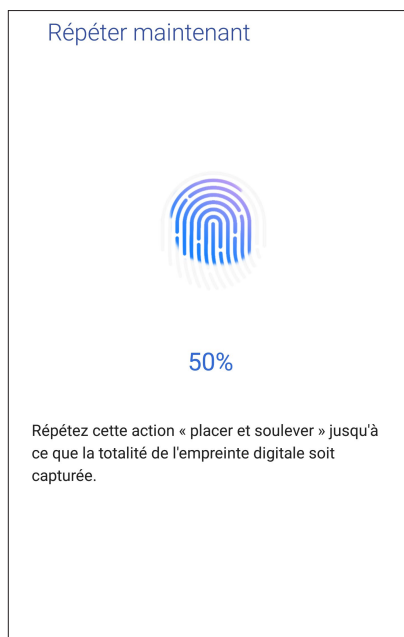 Répéter maintenant
50%
Répétez cette action « placer et soulever » jusqu'à
ce que la totalité de l'empreinte digitale soit
capturée.